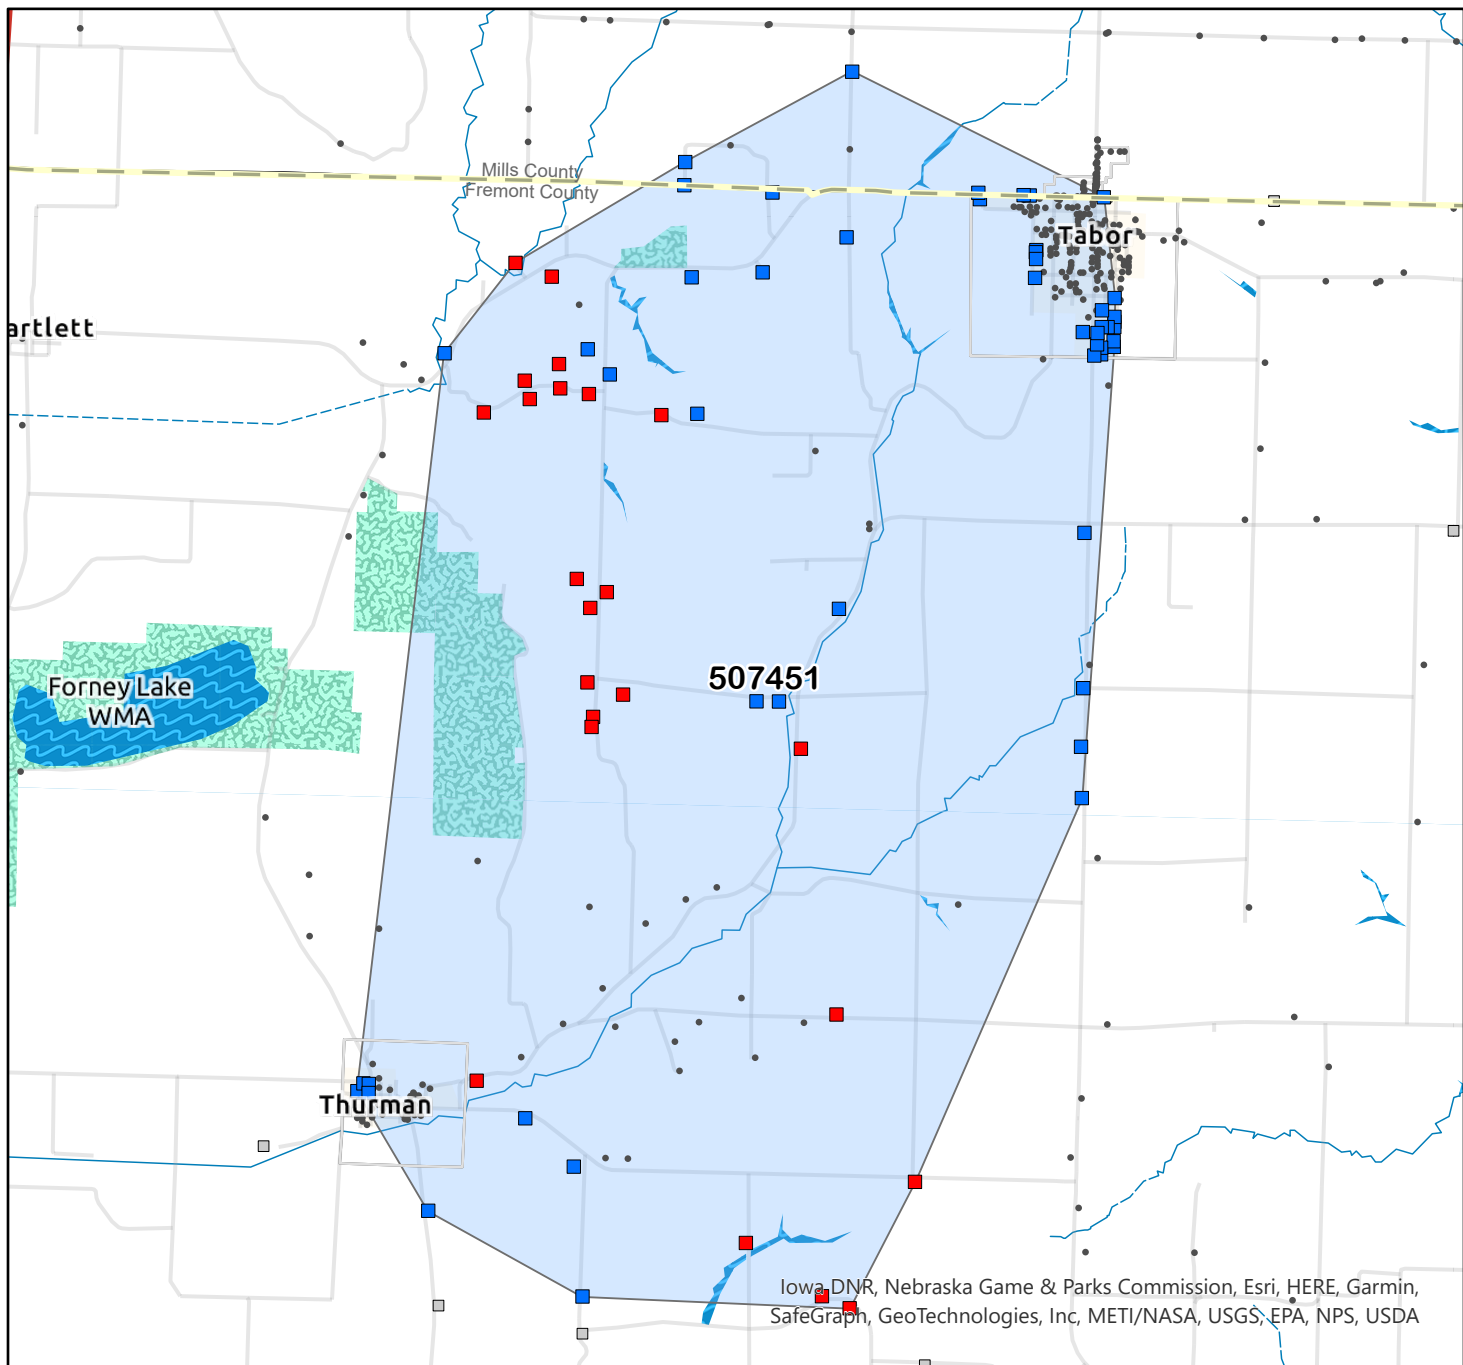 Mills County
Fremont County
Tabor
artlett
507451
Forney Lake
WMA
Thurman
Iowa DNR, Nebraska Game & Parks Commission, Esri, HERE, Garmin,
SafeGraph, GeoTechnologies, Inc, METI/NASA, USGS, EPA, NPS, USDA